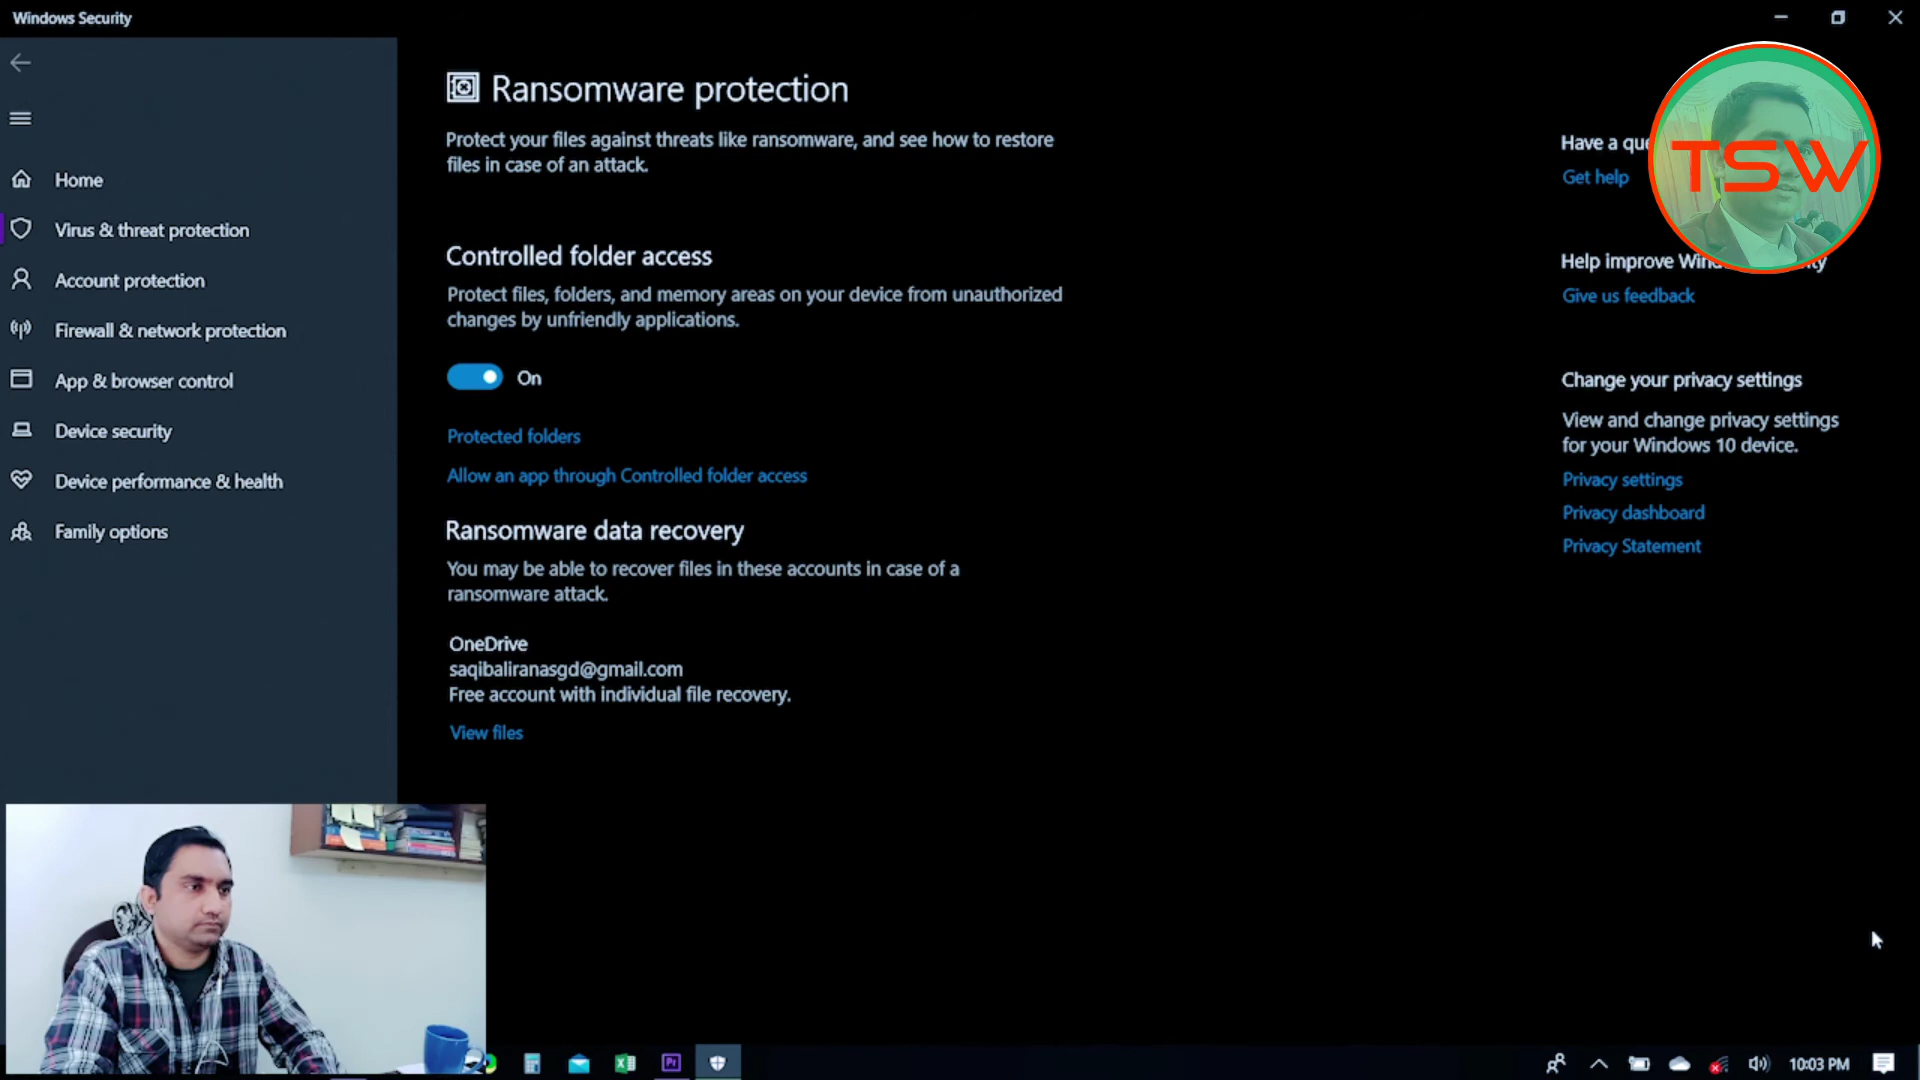 Windows Security
Ransomware protection
Protect your files against threats like ransomware, and see how to restore
files in case of an attack.
Home
Virus & threat protection
Account protection
Firewall & network protection
App & browser control
Device security
Device performance & health
Family options
Controlled folder access
Protect files, folders, and memory areas on your device from unauthorized
changes by unfriendly applications.
On
Protected folders
Allow an app through Controlled folder access
Ransomware data recovery
You may be able to recover files in these accounts in case of a
ransomware attack.
OneDrive
saqibaliranasgd@gmail.com
Free account with individual file recovery.
View files
Have a
Get help
TSW
Help improve
Give us feedback
Change your privacy settings
View and change privacy settings
for your Windows 10 device.
Privacy settings
Privacy dashboard
Privacy Statement
Pr
10:03 PM